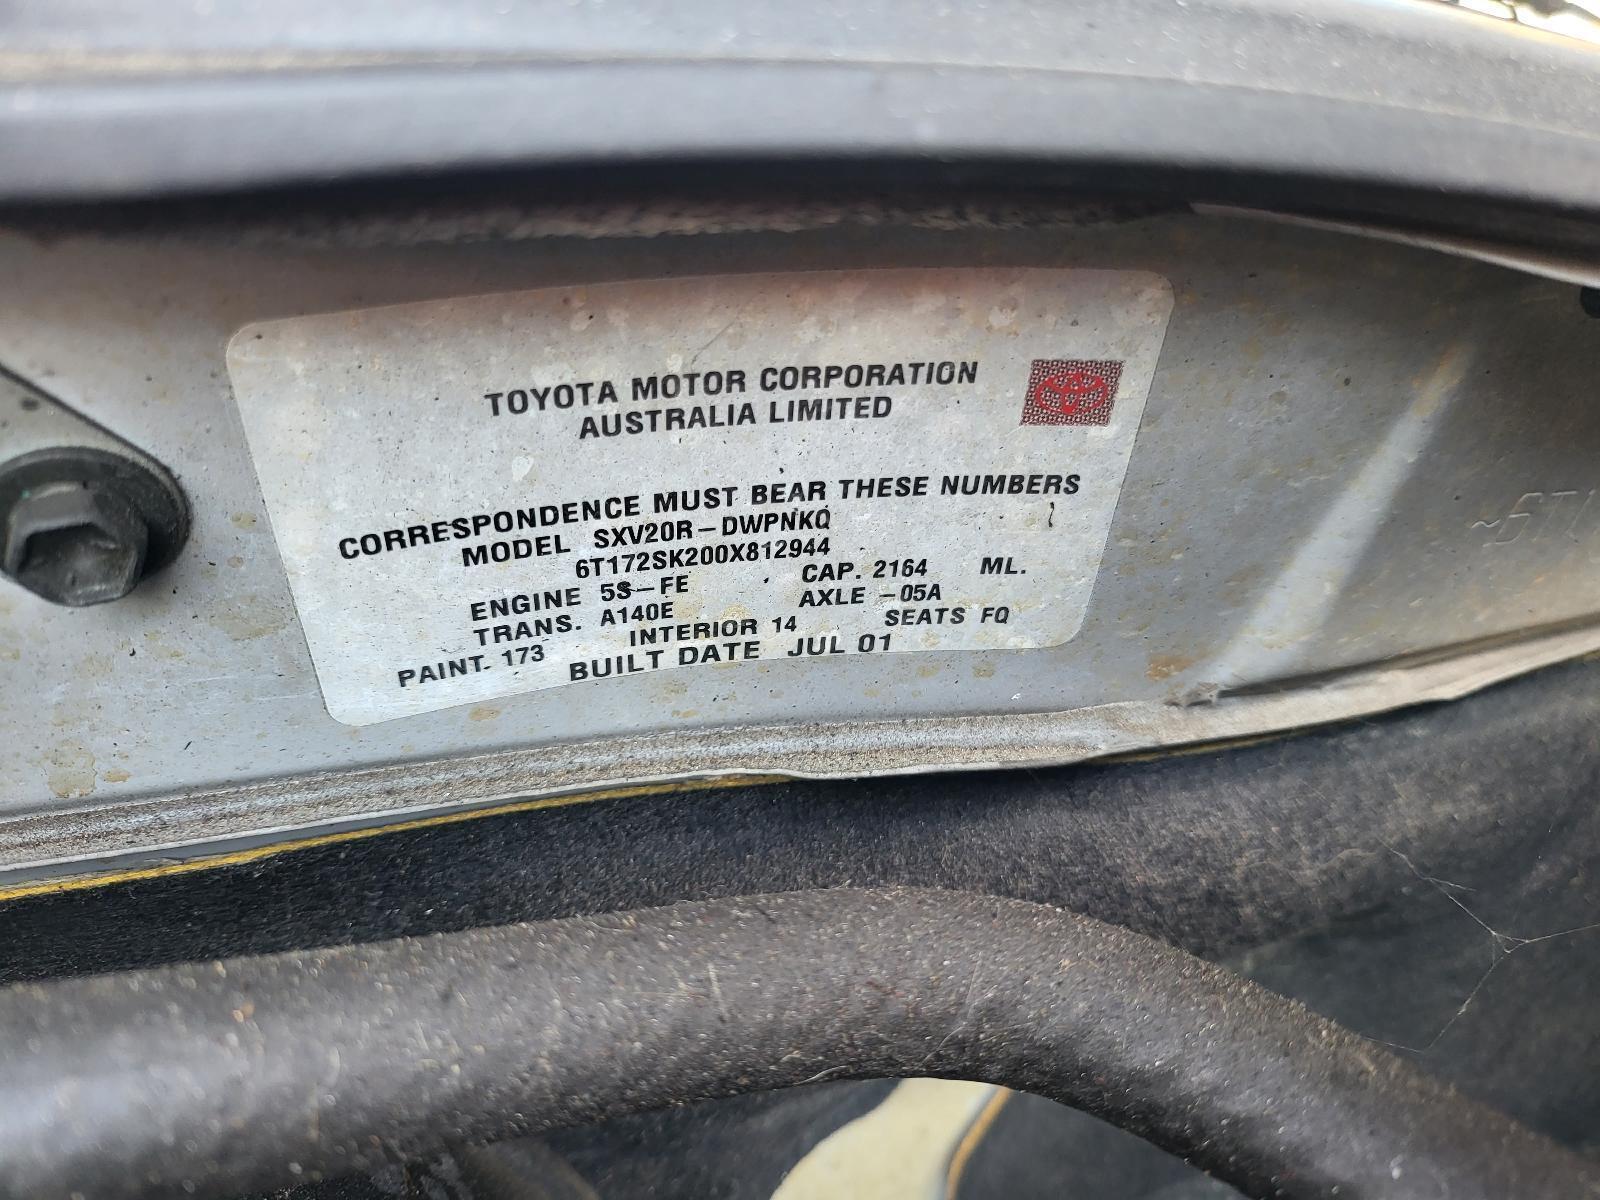 TOYOTA MOTOR CORPORATION
AUSTRALIA LIMITED
CORRESPONDENCE MUST BEAR THESE NUMBERS
MODEL SXV20R-DWPNKQ
6T172SK200X812944
ENGINE 5S-FE CAP. 2164 ML.
TRANS. A140E AXLE -05A
PAINT. 173 INTERIOR 14 SEATS FQ
BUILT DATE JUL 01
~6T1